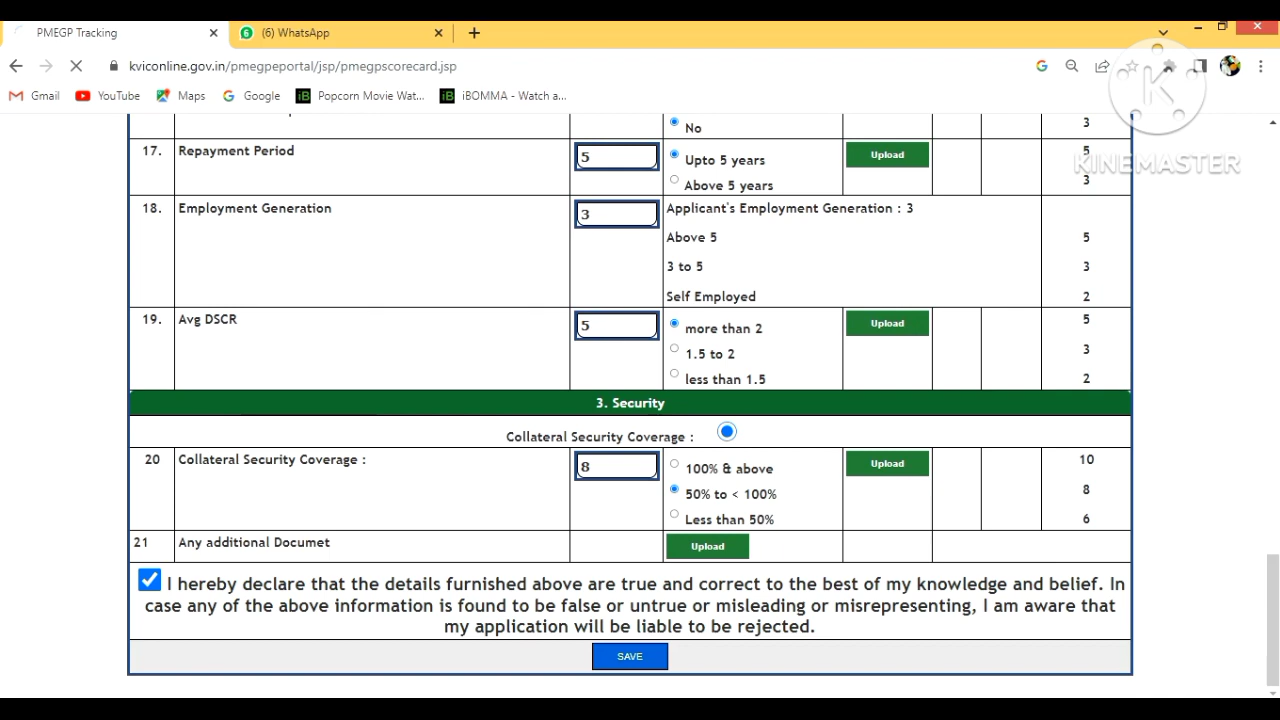 PMEGP Tracking
6 (6) WhatsApp
kviconline.gov.in/pmegpeportal/jsp/pmegpscorecard.jsp
Gmail YouTube Maps Google Popcorn Movie Wat... iBOMMA - Watch a...
KINEMASTER
No 3
17. Repayment Period 5 Upto 5 years Upload 5
Above 5 years 3
18. Employment Generation 3 Applicant's Employment Generation : 3
Above 5 5
3 to 5 3
Self Employed 2
19. Avg DSCR 5 more than 2 Upload 5
1.5 to 2 3
less than 1.5 2
3. Security
Collateral Security Coverage :
20 Collateral Security Coverage : 8 100% & above Upload 10
50% to < 100% 8
Less than 50% 6
21 Any additional Documet Upload
I hereby declare that the details furnished above are true and correct to the best of my knowledge and belief. In
case any of the above information is found to be false or untrue or misleading or misrepresenting, I am aware that
my application will be liable to be rejected.
SAVE